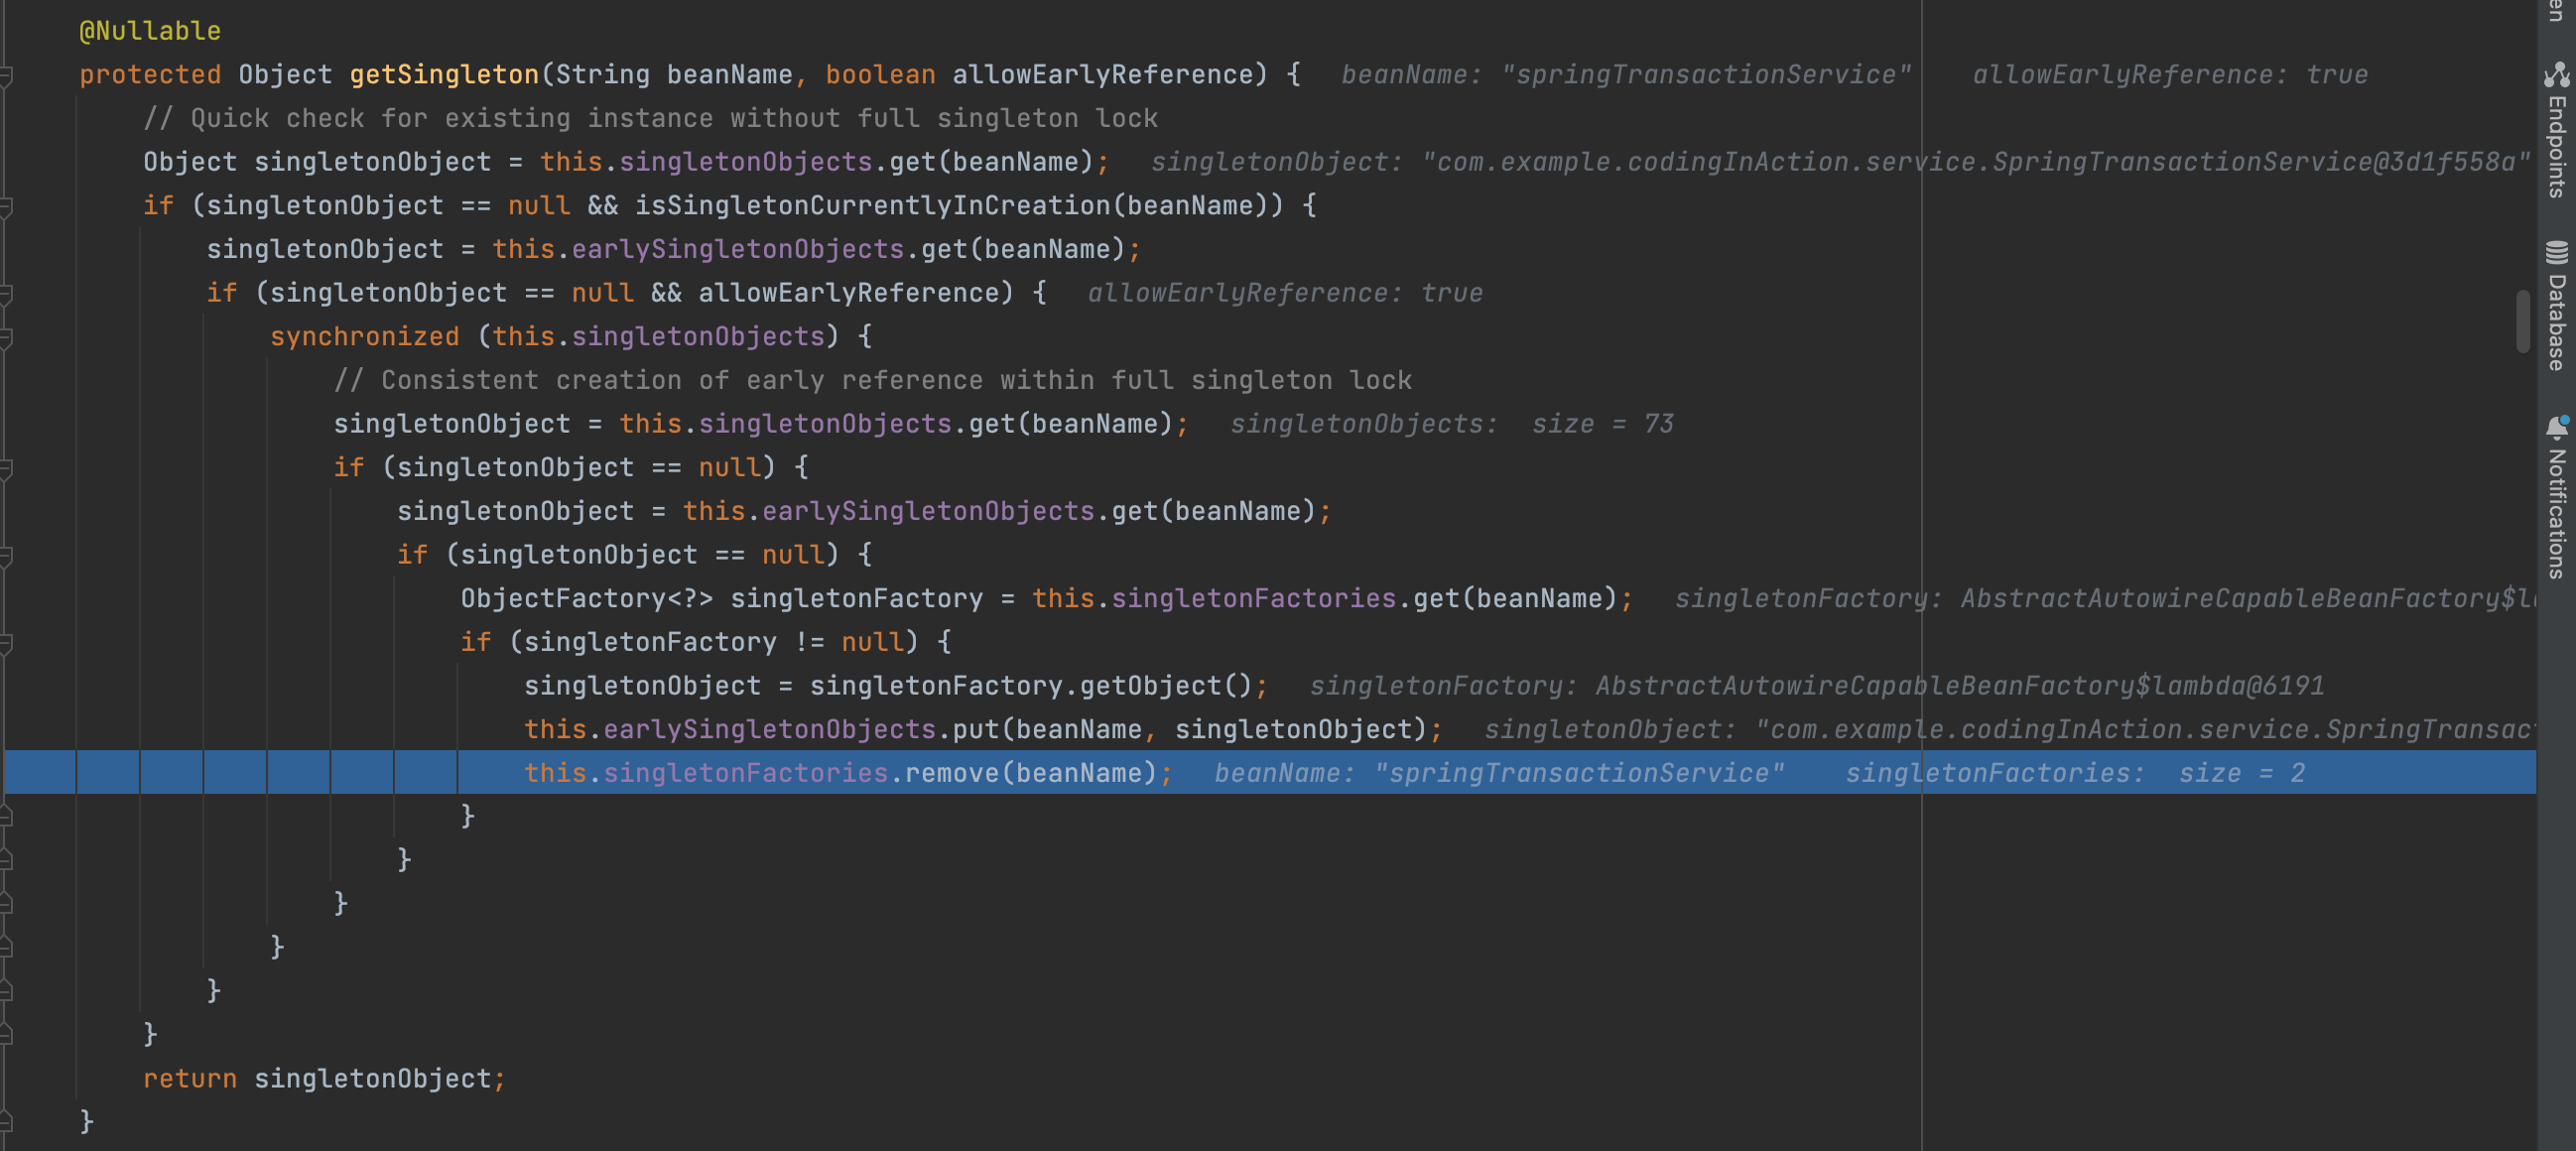 @Nullable
protected Object getSingleton(String beanName, boolean allowEarlyReference) {   beanName: "springTransactionService"    allowEarlyReference: true
// Quick check for existing instance without full singleton lock
Object singletonObject = this.singletonObjects.get(beanName);   singletonObject: "com.example.codingInAction.service.SpringTransactionService@3d1f558a"
if (singletonObject == null && isSingletonCurrentlyInCreation(beanName)) {
singletonObject = this.earlySingletonObjects.get(beanName);
if (singletonObject == null && allowEarlyReference) {   allowEarlyReference: true
synchronized (this.singletonObjects) {
// Consistent creation of early reference within full singleton lock
singletonObject = this.singletonObjects.get(beanName);   singletonObjects:  size = 73
if (singletonObject == null) {
singletonObject = this.earlySingletonObjects.get(beanName);
if (singletonObject == null) {
ObjectFactory<?> singletonFactory = this.singletonFactories.get(beanName);   singletonFactory: AbstractAutowireCapableBeanFactory$l
if (singletonFactory != null) {
singletonObject = singletonFactory.getObject();   singletonFactory: AbstractAutowireCapableBeanFactory$lambda@6191
this.earlySingletonObjects.put(beanName, singletonObject);   singletonObject: "com.example.codingInAction.service.SpringTransac
this.singletonFactories.remove(beanName);   beanName: "springTransactionService"    singletonFactories:  size = 2
}
}
}
}
}
}
return singletonObject;
}
en
Endpoints
Database
Notifications